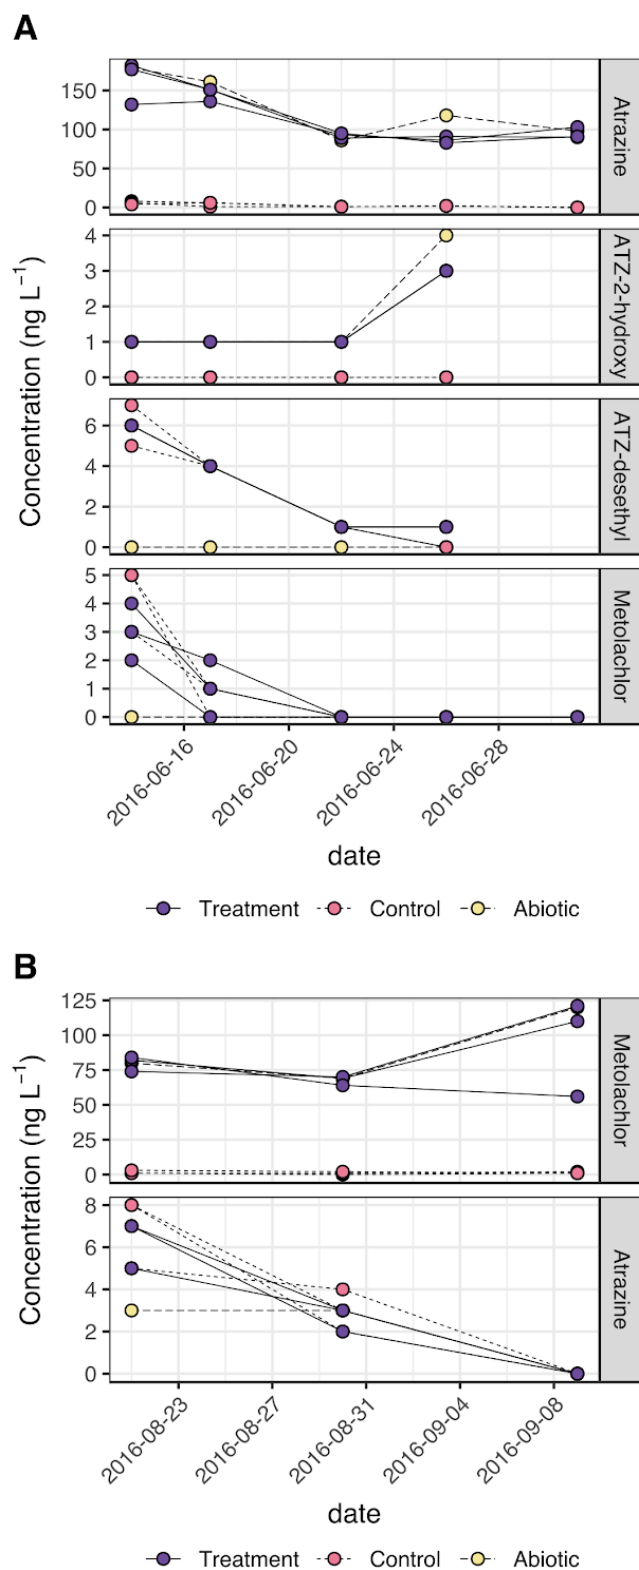 A
Concentration (ng L⁻¹)
150
100
50
0
Atrazine
4
3
2
1
0
ATZ-2-hydroxy
6
4
2
0
ATZ-desethyl
5
4
3
2
1
0
Metolachlor
2016-06-16
2016-06-20
2016-06-24
2016-06-28
date
Treatment Control Abiotic
B
Concentration (ng L⁻¹)
125
100
75
50
25
0
Metolachlor
8
6
4
2
0
Atrazine
2016-08-23
2016-08-27
2016-08-31
2016-09-04
2016-09-08
date
Treatment Control Abiotic